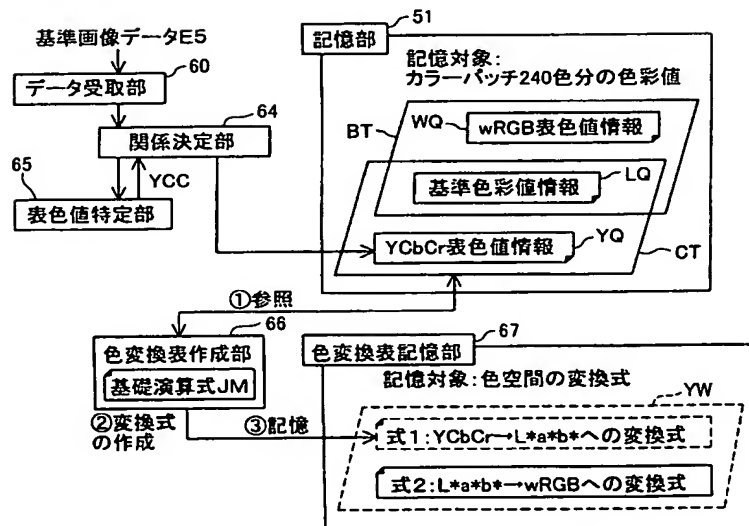 基準画像データE5
60
データ受取部
64
関係決定部
65
YCC
表色値特定部
51
記憶部
記憶対象:
カラーパッチ240色分の色彩値
BT
WQ
wRGB表色値情報
LQ
基準色彩値情報
YCbCr表色値情報
YQ
CT
①参照
66
色変換表作成部
基礎演算式JM
②変換式
の作成
③記憶
67
色変換表記憶部
記憶対象:色空間の変換式
YW
式1:YCbCr→L*a*b*への変換式
式2:L*a*b*→wRGBへの変換式